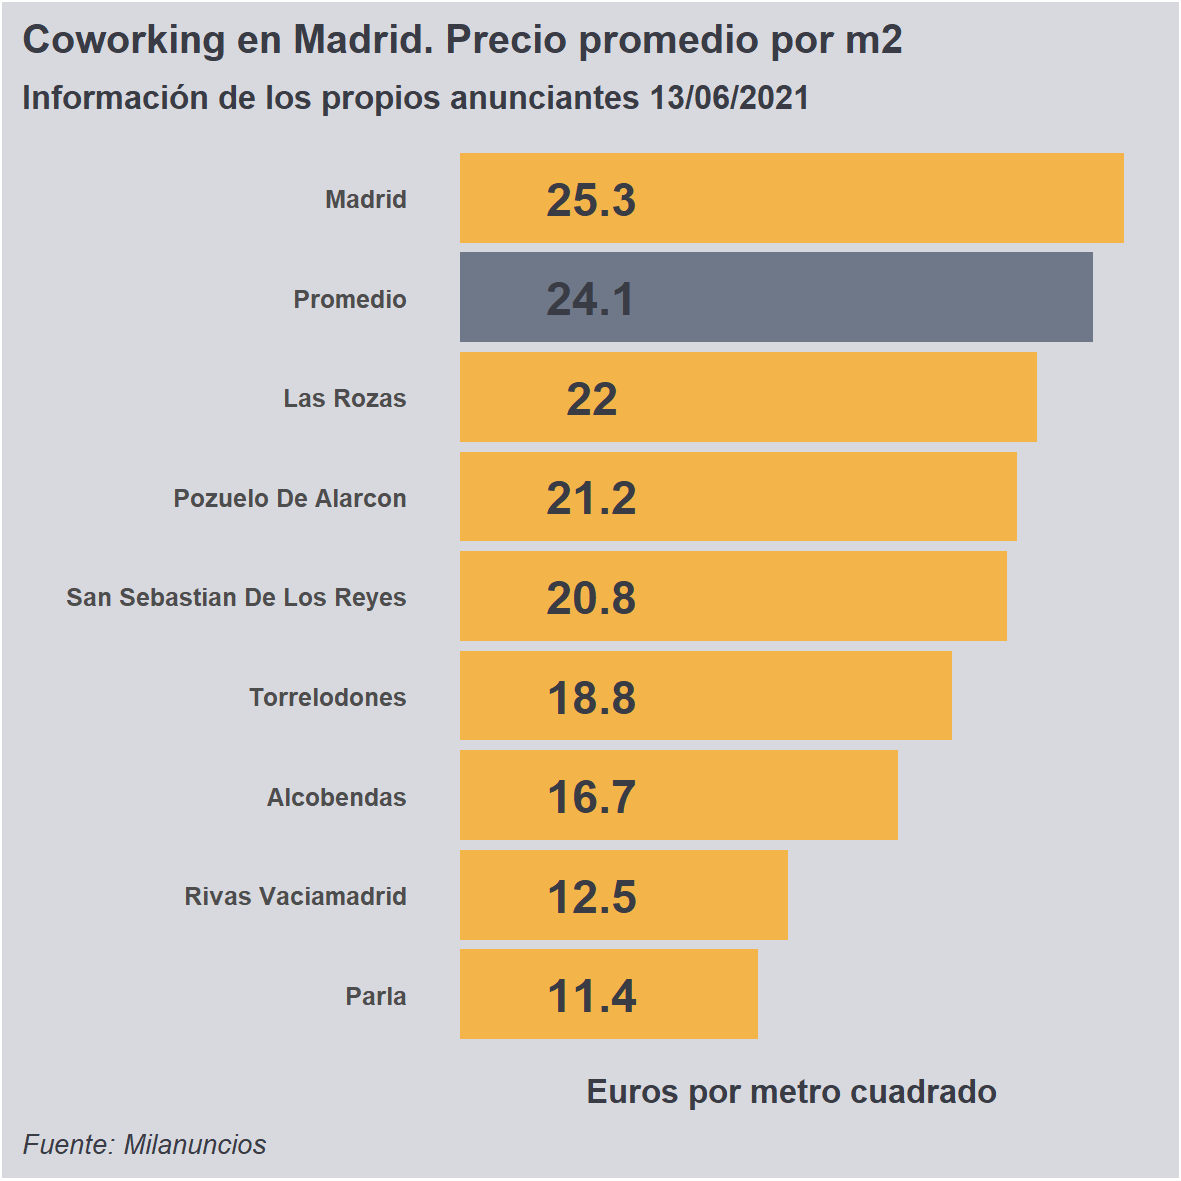 Coworking en Madrid. Precio promedio por m2
Información de los propios anunciantes 13/06/2021
Madrid 25.3
Promedio 24.1
Las Rozas 22
Pozuelo De Alarcon 21.2
San Sebastian De Los Reyes 20.8
Torrelodones 18.8
Alcobendas 16.7
Rivas Vaciamadrid 12.5
Parla 11.4
Euros por metro cuadrado
Fuente: Milanuncios